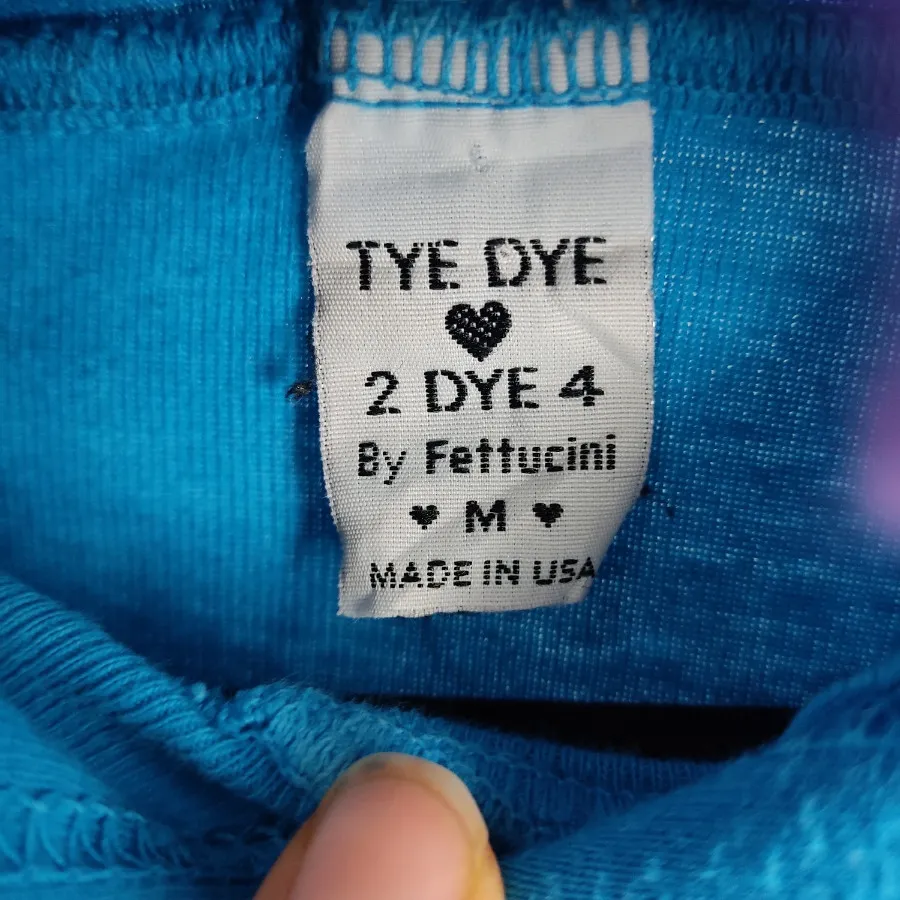 TYE DYE
2 DYE 4
By Fettucini
M
MADE IN USA